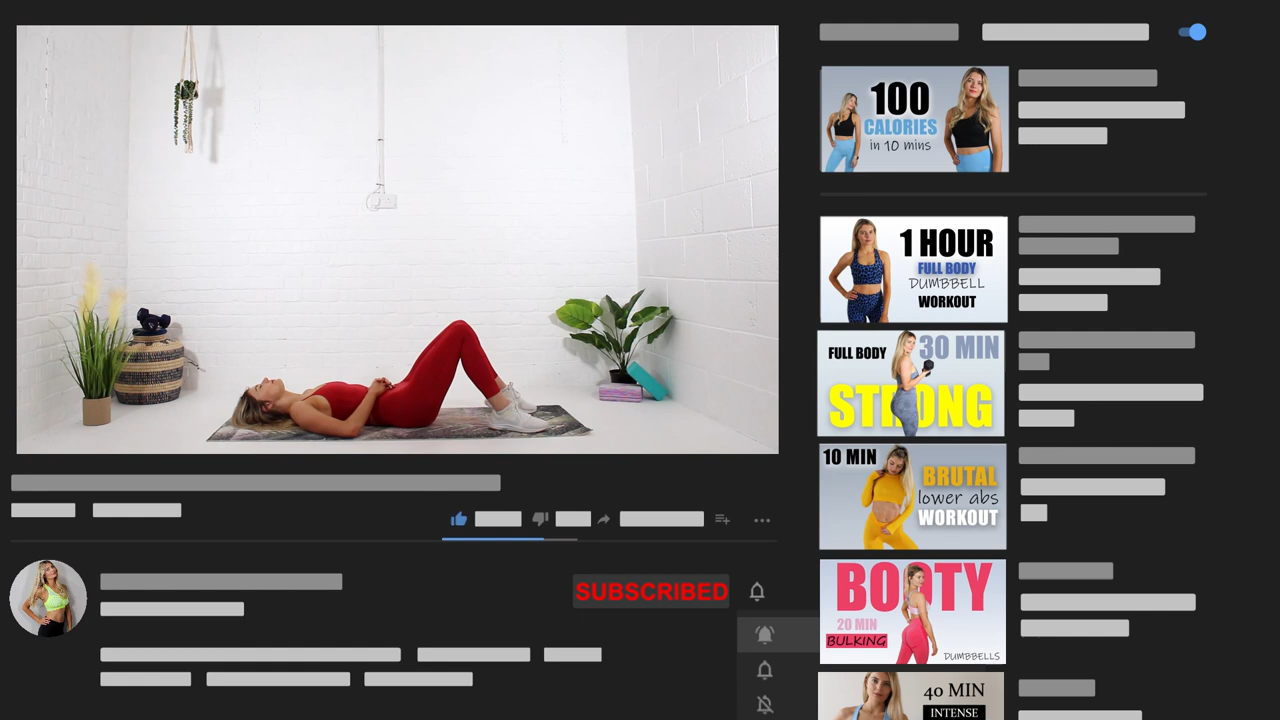 SUBSCRIBED
100
CALORIES
in 10 mins
1 HOUR
FULL BODY
DUMBBELL
WORKOUT
FULL BODY
30 MIN
STRONG
10 MIN
BRUTAL
lower abs
WORKOUT
BOOTY
20 MIN
BULKING
DUMBBELLS
40 MIN
INTENSE